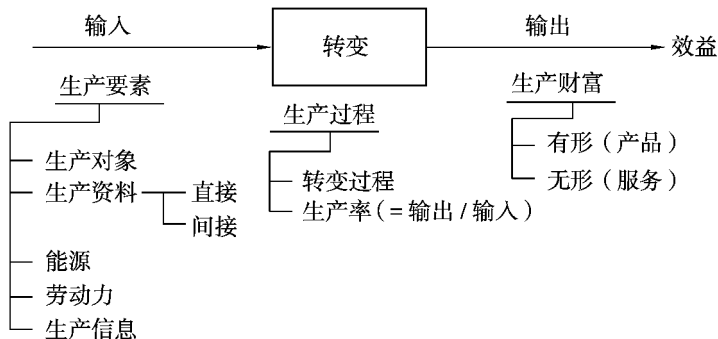 输入
转变
输出
效益
生产要素
生产对象
生产资料
直接
间接
能源
劳动力
生产信息
生产过程
转变过程
生产率（=输出/输入）
生产财富
有形（产品）
无形（服务）